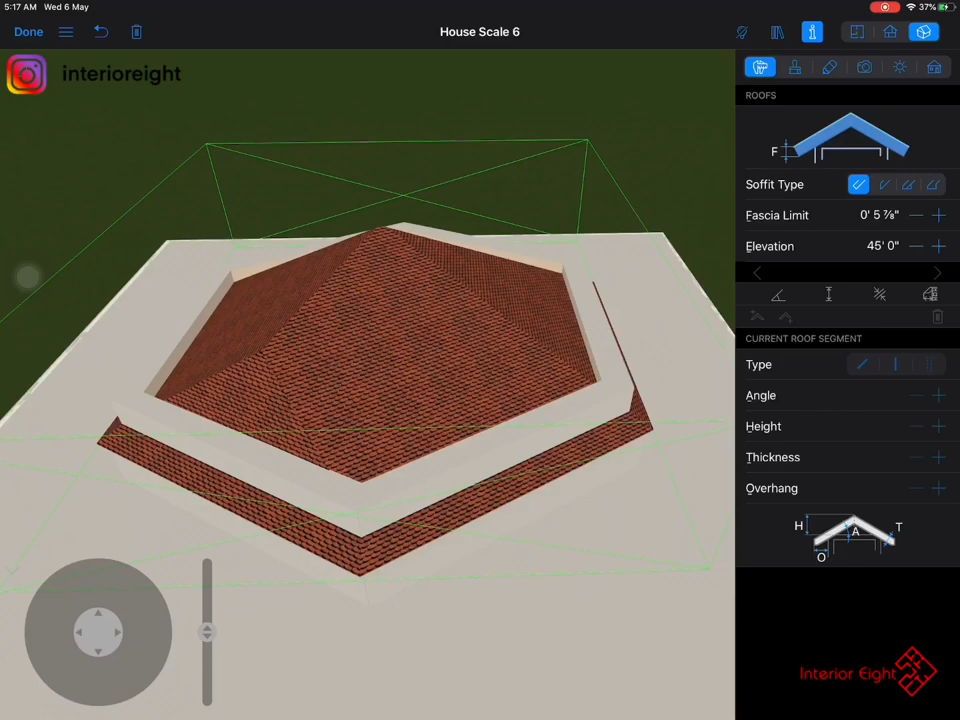 5:17 AM Wed 6 May
37%
Done
House Scale 6
interioreight
ROOFS
F
Soffit Type
Fascia Limit 0' 5 ⅞"
Elevation 45' 0"
CURRENT ROOF SEGMENT
Type
Angle
Height
Thickness
Overhang
H
A
T
O
Interior Eight